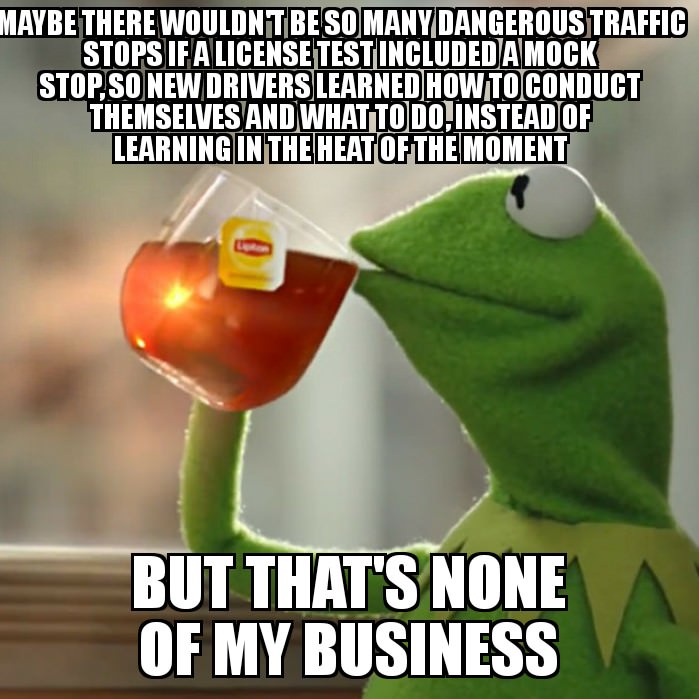 MAYBE THERE WOULDN'T BE SO MANY DANGEROUS TRAFFIC
STOPS IF A LICENSE TEST INCLUDED A MOCK
STOP, SO NEW DRIVERS LEARNED HOW TO CONDUCT
THEMSELVES AND WHAT TO DO, INSTEAD OF
LEARNING IN THE HEAT OF THE MOMENT
Lipton
BUT THAT'S NONE
OF MY BUSINESS